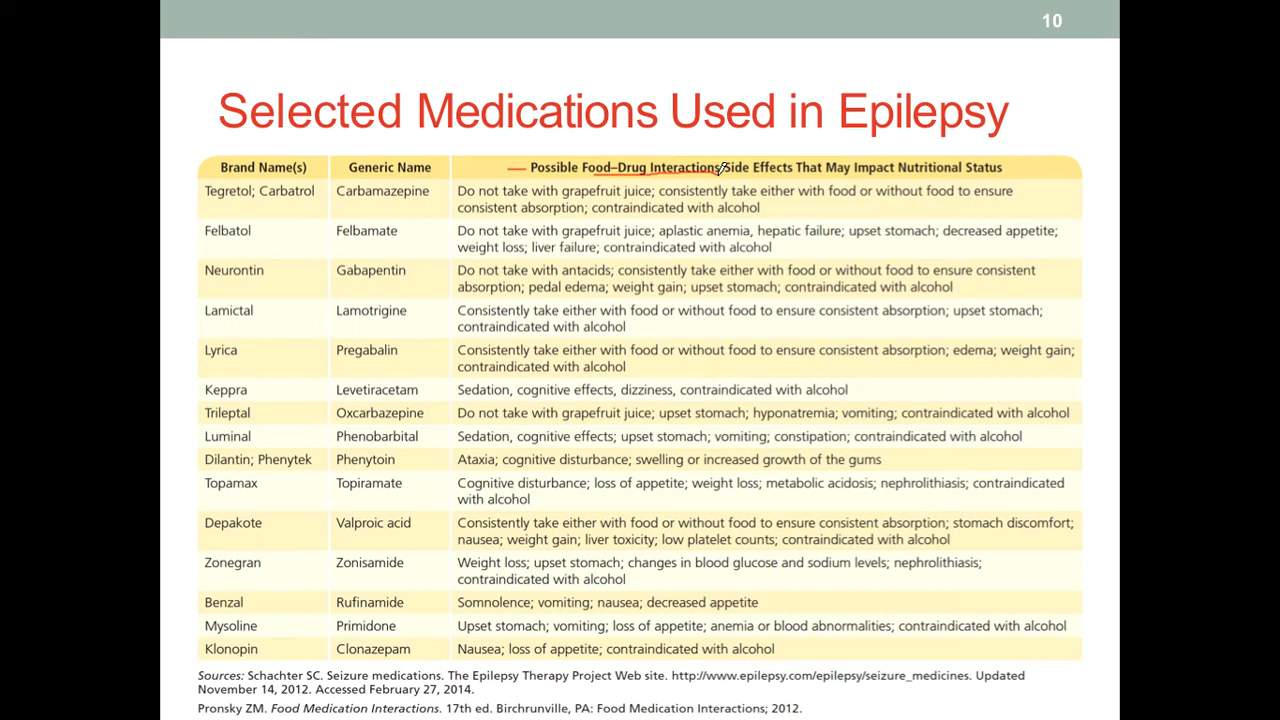 10
Selected Medications Used in Epilepsy
Brand Name(s) Generic Name Possible Food–Drug Interactions/Side Effects That May Impact Nutritional Status
Tegretol; Carbatrol Carbamazepine Do not take with grapefruit juice; consistently take either with food or without food to ensure
consistent absorption; contraindicated with alcohol
Felbatol Felbamate Do not take with grapefruit juice; aplastic anemia, hepatic failure; upset stomach; decreased appetite;
weight loss; liver failure; contraindicated with alcohol
Neurontin Gabapentin Do not take with antacids; consistently take either with food or without food to ensure consistent
absorption; pedal edema; weight gain; upset stomach; contraindicated with alcohol
Lamictal Lamotrigine Consistently take either with food or without food to ensure consistent absorption; upset stomach;
contraindicated with alcohol
Lyrica Pregabalin Consistently take either with food or without food to ensure consistent absorption; edema; weight gain;
contraindicated with alcohol
Keppra Levetiracetam Sedation, cognitive effects, dizziness, contraindicated with alcohol
Trileptal Oxcarbazepine Do not take with grapefruit juice; upset stomach; hyponatremia; vomiting; contraindicated with alcohol
Luminal Phenobarbital Sedation, cognitive effects; upset stomach; vomiting; constipation; contraindicated with alcohol
Dilantin; Phenytek Phenytoin Ataxia; cognitive disturbance; swelling or increased growth of the gums
Topamax Topiramate Cognitive disturbance; loss of appetite; weight loss; metabolic acidosis; nephrolithiasis; contraindicated
with alcohol
Depakote Valproic acid Consistently take either with food or without food to ensure consistent absorption; stomach discomfort;
nausea; weight gain; liver toxicity; low platelet counts; contraindicated with alcohol
Zonegran Zonisamide Weight loss; upset stomach; changes in blood glucose and sodium levels; nephrolithiasis;
contraindicated with alcohol
Benzal Rufinamide Somnolence; vomiting; nausea; decreased appetite
Mysoline Primidone Upset stomach; vomiting; loss of appetite; anemia or blood abnormalities; contraindicated with alcohol
Klonopin Clonazepam Nausea; loss of appetite; contraindicated with alcohol
Sources: Schachter SC. Seizure medications. The Epilepsy Therapy Project Web site. http://www.epilepsy.com/epilepsy/seizure_medicines. Updated
November 14, 2012. Accessed February 27, 2014.
Pronsky ZM. Food Medication Interactions. 17th ed. Birchrunville, PA: Food Medication Interactions; 2012.